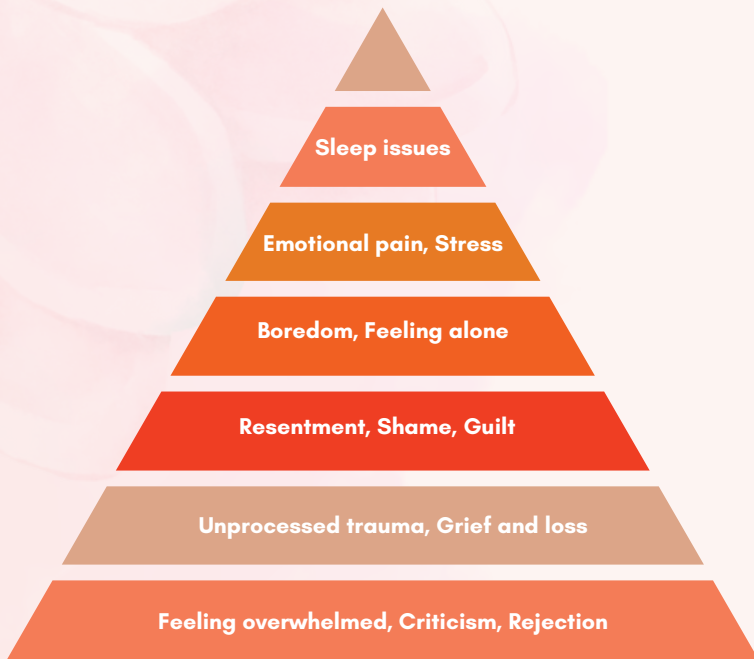 Sleep issues
Emotional pain, Stress
Boredom, Feeling alone
Resentment, Shame, Guilt
Unprocessed trauma, Grief and loss
Feeling overwhelmed, Criticism, Rejection